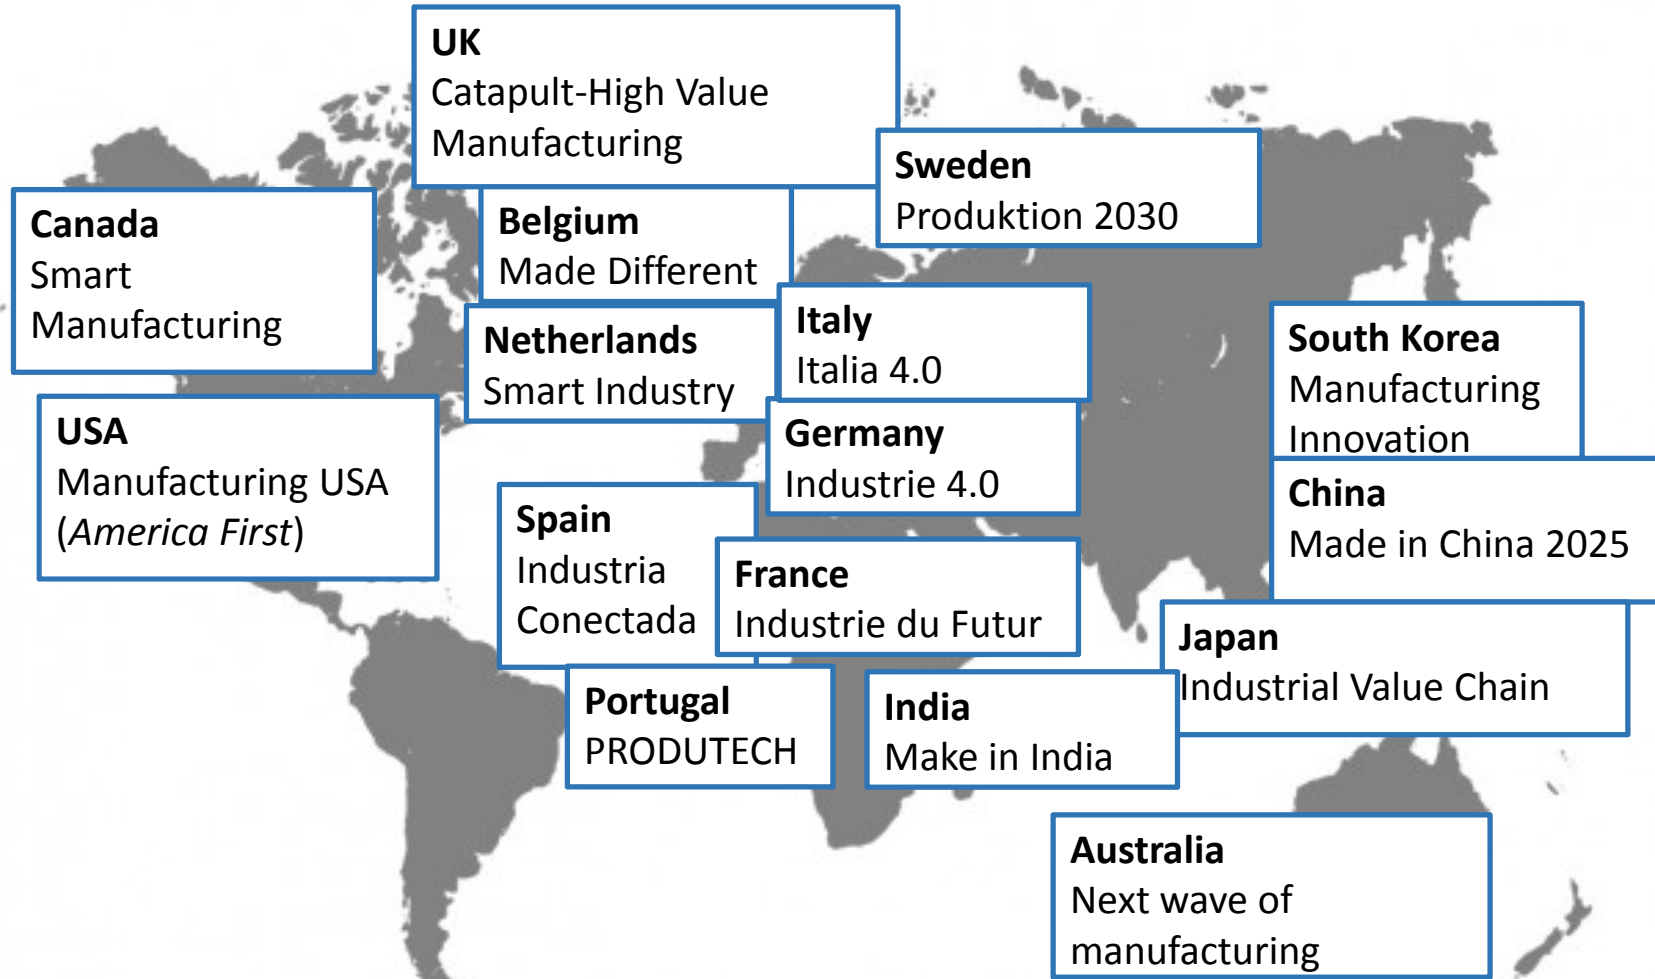 UK
Catapult-High Value
Manufacturing
Sweden
Produktion 2030
Canada
Smart
Manufacturing
Belgium
Made Different
Netherlands
Smart Industry
Italy
Italia 4.0
South Korea
Manufacturing
Innovation
USA
Manufacturing USA
(America First)
Germany
Industrie 4.0
China
Made in China 2025
Spain
Industria
Conectada
France
Industrie du Futur
Japan
Industrial Value Chain
Portugal
PRODUTECH
India
Make in India
Australia
Next wave of
manufacturing